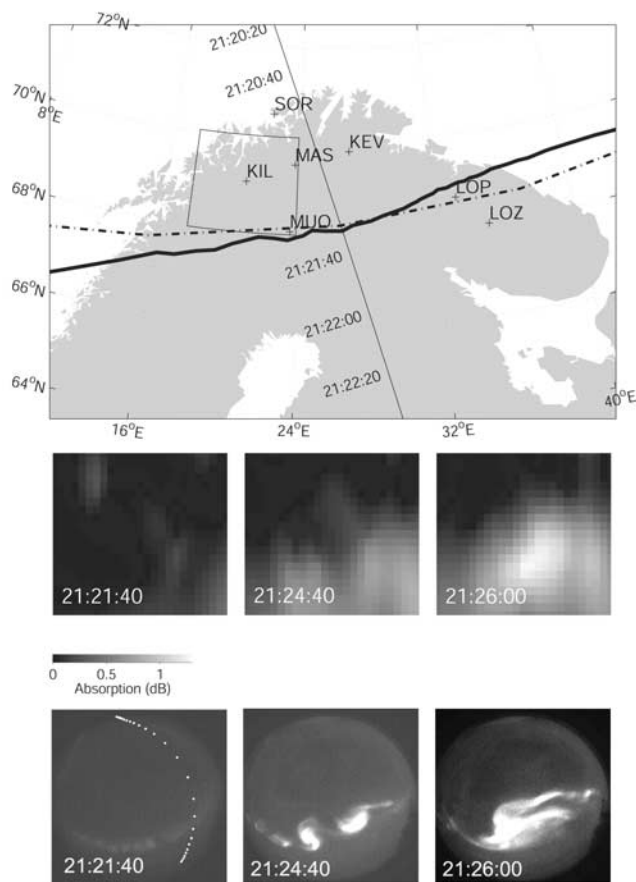 72°N
21:20:20
70°N
8°E
21:20:40
SOR
KEV
MAS
KIL
68°N
LOP
LOZ
MUO
66°N
21:21:40
21:22:00
64°N
21:22:20
40°E
16°E
24°E
32°E
21:21:40
21:24:40
21:26:00
0
0.5
1
Absorption (dB)
21:21:40
21:24:40
21:26:00